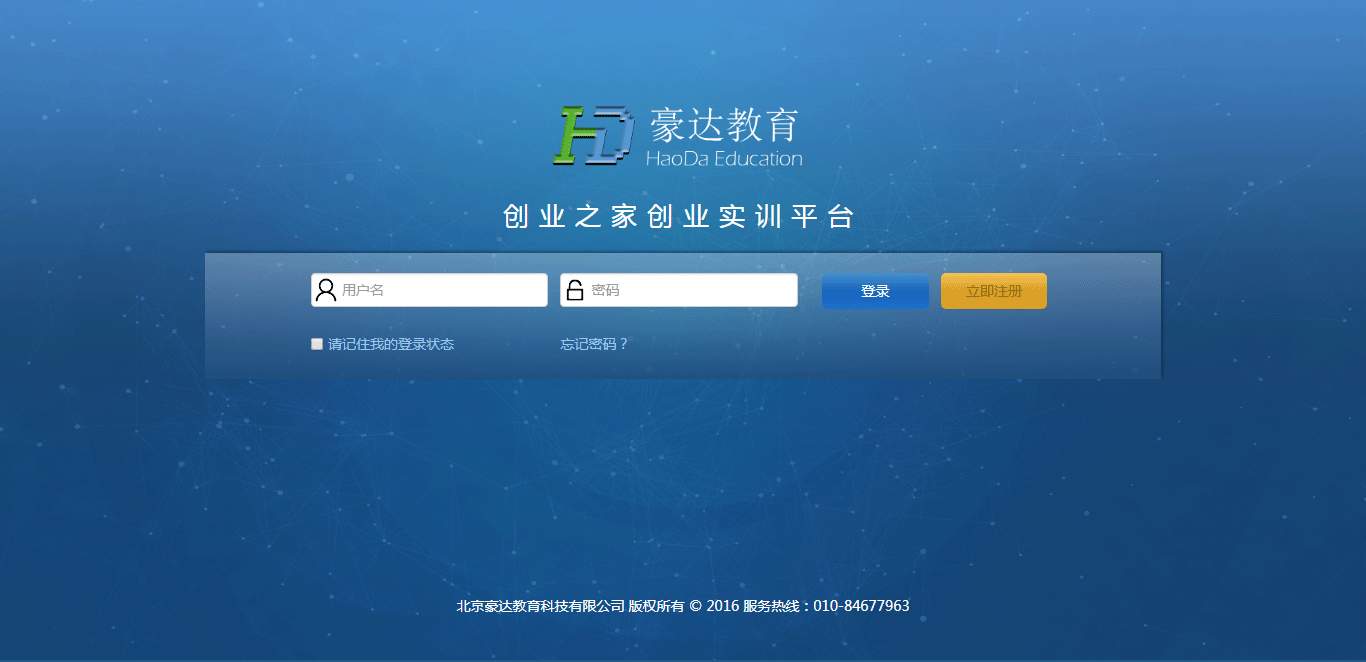 HD 豪达教育
HaoDa Education
创业之家创业实训平台
用户名 密码 登录 立即注册
请记住我的登录状态 忘记密码？
北京豪达教育科技有限公司 版权所有 © 2016 服务热线：010-84677963